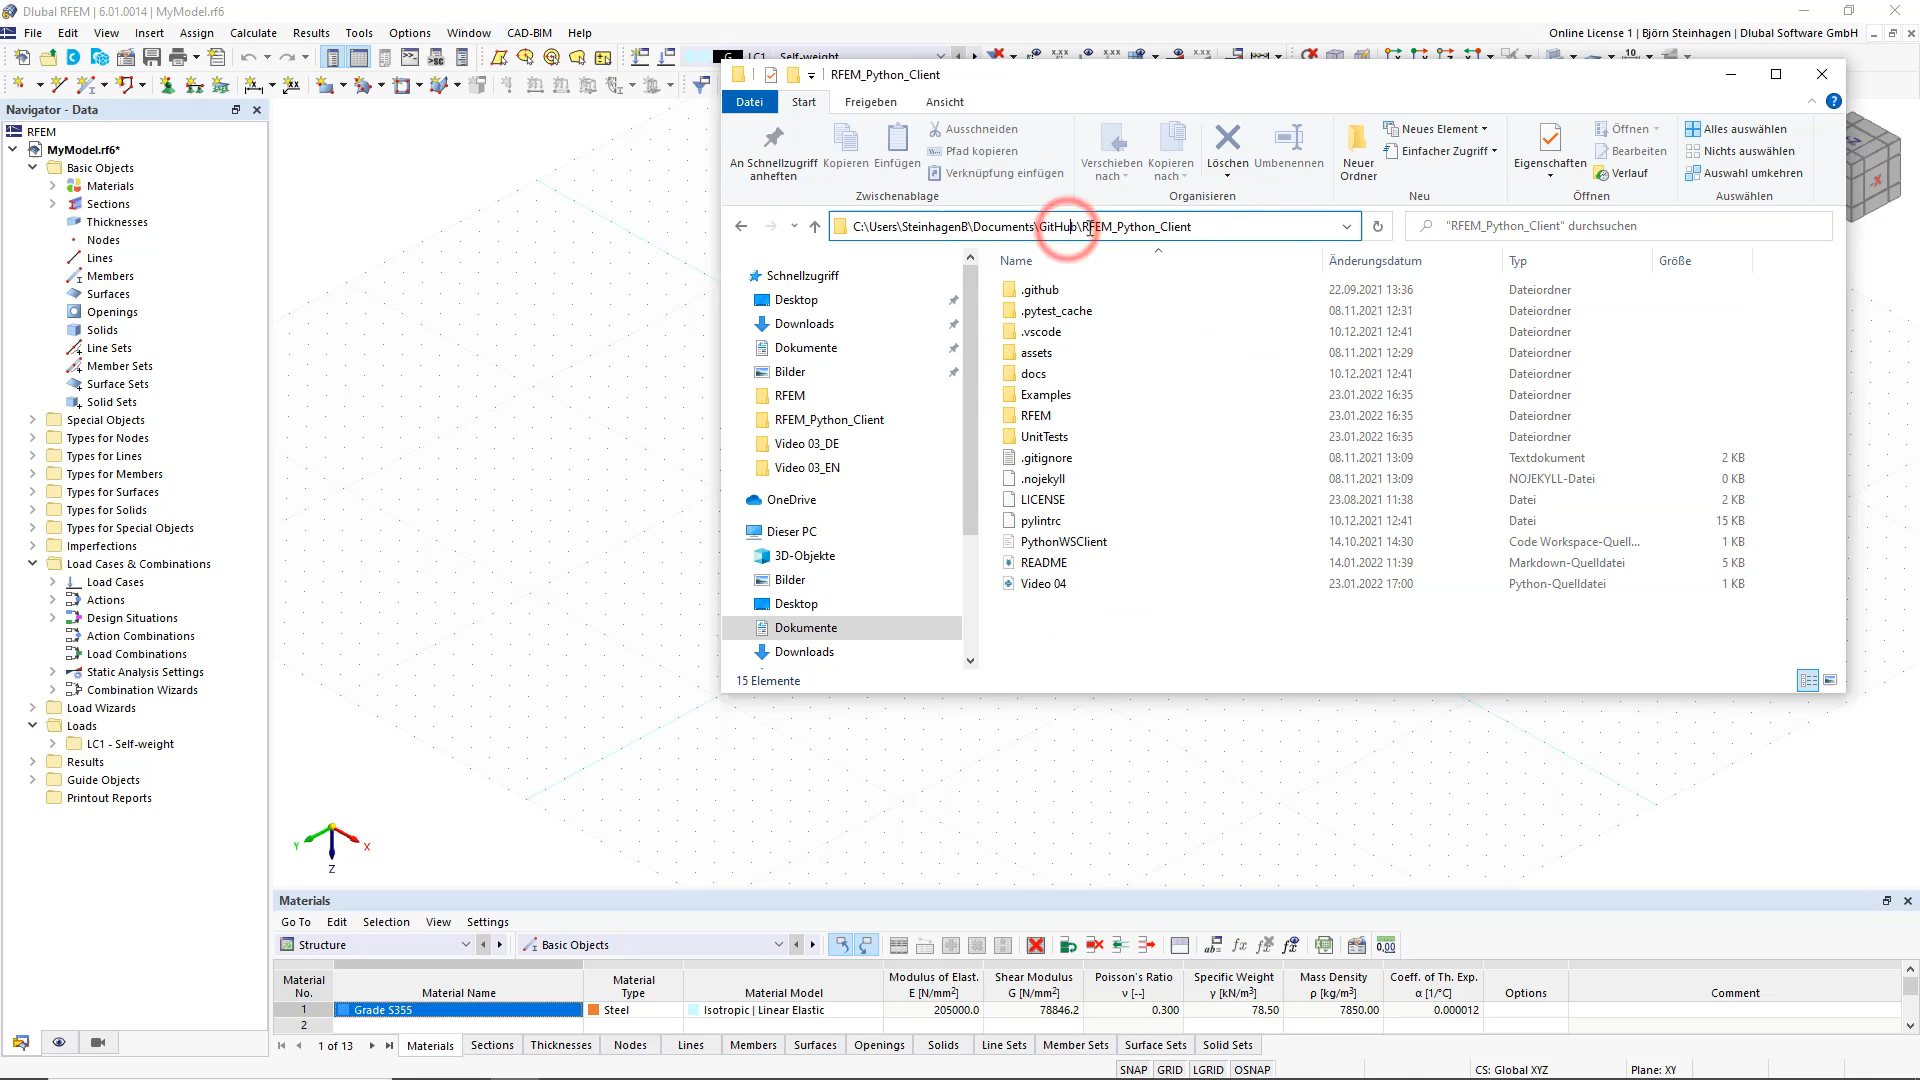 Dlubal RFEM | 6.01.0014 | MyModel.rf6
File Edit View Insert Assign Calculate Results Tools Options Window CAD-BIM Help
Online License 1 | Björn Steinhagen | Dlubal Software GmbH
LC1 Self-weight
Navigator - Data
RFEM
MyModel.rf6*
Basic Objects
Materials
Sections
Thicknesses
Nodes
Lines
Members
Surfaces
Openings
Solids
Line Sets
Member Sets
Surface Sets
Solid Sets
Special Objects
Types for Nodes
Types for Lines
Types for Members
Types for Surfaces
Types for Solids
Types for Special Objects
Imperfections
Load Cases & Combinations
Load Cases
Actions
Design Situations
Action Combinations
Load Combinations
Static Analysis Settings
Combination Wizards
Load Wizards
Loads
LC1 - Self-weight
Results
Guide Objects
Printout Reports
RFEM_Python_Client
Datei Start Freigeben Ansicht
An Schnellzugriff anheften
Kopieren
Einfügen
Ausschneiden
Pfad kopieren
Verknüpfung einfügen
Zwischenablage
Verschieben nach
Kopieren nach
Löschen
Umbenennen
Organisieren
Neuer Ordner
Neues Element
Einfacher Zugriff
Neu
Eigenschaften
Öffnen
Bearbeiten
Verlauf
Öffnen
Alles auswählen
Nichts auswählen
Auswahl umkehren
Auswählen
C:\Users\SteinhagenB\Documents\GitHub\RFEM_Python_Client
"RFEM_Python_Client" durchsuchen
Schnellzugriff
Desktop
Downloads
Dokumente
Bilder
RFEM
RFEM_Python_Client
Video 03_DE
Video 03_EN
OneDrive
Dieser PC
3D-Objekte
Bilder
Desktop
Dokumente
Downloads
Name Änderungsdatum Typ Größe
.github 22.09.2021 13:36 Dateiordner
.pytest_cache 08.11.2021 12:31 Dateiordner
.vscode 10.12.2021 12:41 Dateiordner
assets 08.11.2021 12:29 Dateiordner
docs 10.12.2021 12:41 Dateiordner
Examples 23.01.2022 16:35 Dateiordner
RFEM 23.01.2022 16:35 Dateiordner
UnitTests 23.01.2022 16:35 Dateiordner
.gitignore 08.11.2021 13:09 Textdokument 2 KB
.nojekyll 08.11.2021 13:09 NOJEKYLL-Datei 0 KB
LICENSE 23.08.2021 11:38 Datei 2 KB
pylintrc 10.12.2021 12:41 Datei 15 KB
PythonWSClient 14.10.2021 14:30 Code Workspace-Quell... 1 KB
README 14.01.2022 11:39 Markdown-Quelldatei 5 KB
Video 04 23.01.2022 17:00 Python-Quelldatei 1 KB
15 Elemente
Y X
Z
-X
Materials
Go To Edit Selection View Settings
Structure Basic Objects
Material No. Material Name Material Type Material Model Modulus of Elast. E [N/mm²] Shear Modulus G [N/mm²] Poisson's Ratio ν [--] Specific Weight γ [kN/m³] Mass Density ρ [kg/m³] Coeff. of Th. Exp. α [1/°C] Options Comment
1 Grade S355 Steel Isotropic | Linear Elastic 205000.0 78846.2 0.300 78.50 7850.00 0.000012
2
1 of 13 Materials Sections Thicknesses Nodes Lines Members Surfaces Openings Solids Line Sets Member Sets Surface Sets Solid Sets
SNAP GRID LGRID OSNAP CS: Global XYZ Plane: XY